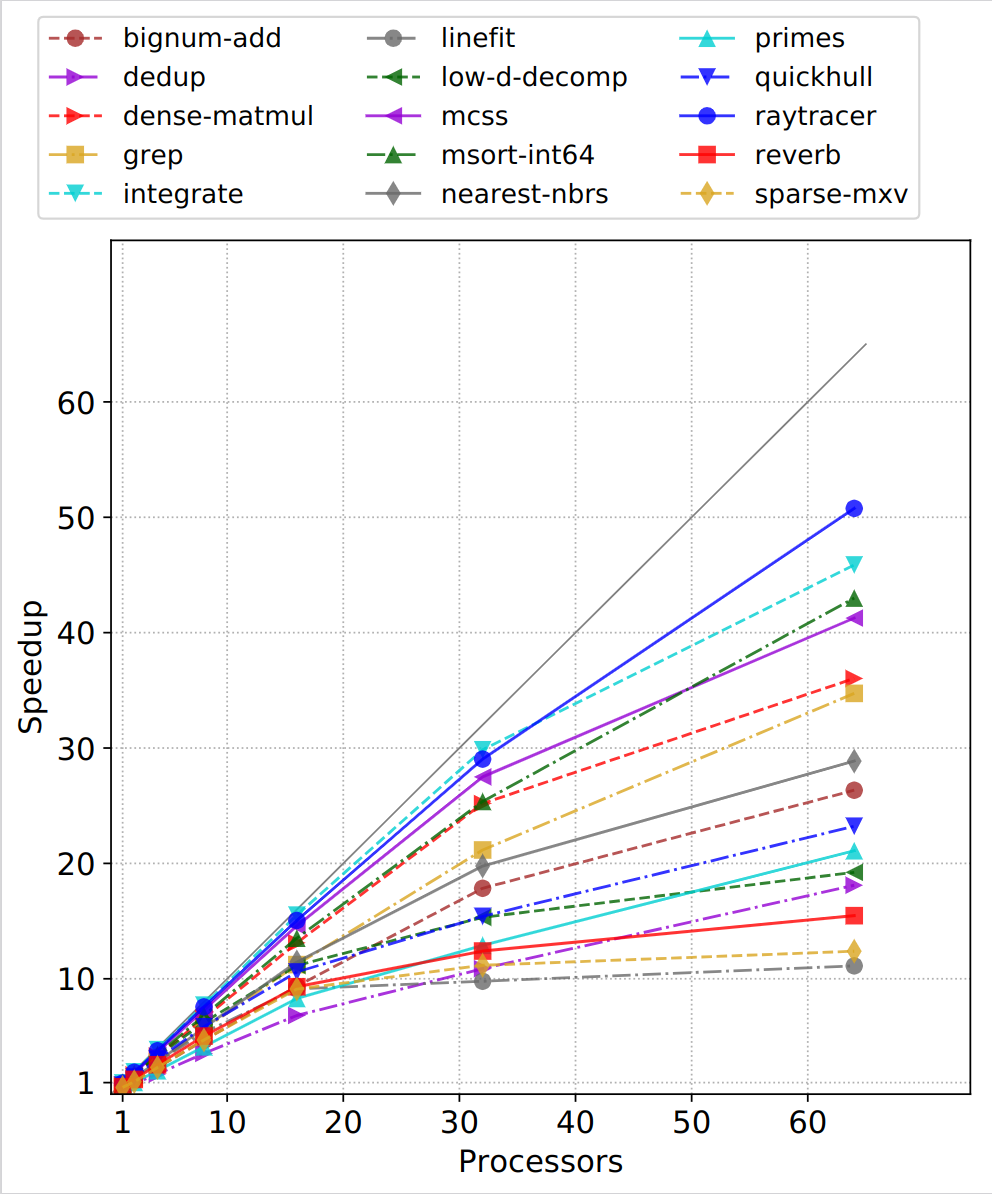 bignum-add linefit primes
dedup low-d-decomp quickhull
dense-matmul mcss raytracer
grep msort-int64 reverb
integrate nearest-nbrs sparse-mxv
60
50
40
30
20
10
1
Speedup
1 10 20 30 40 50 60
Processors